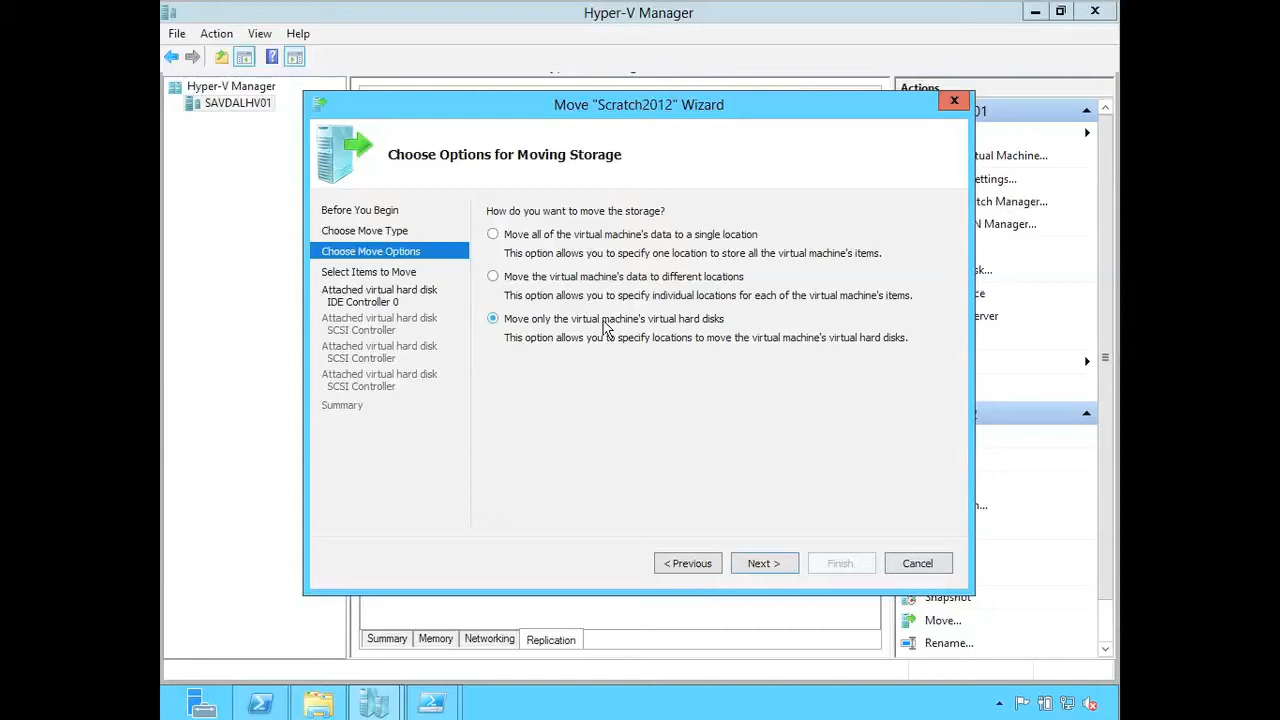 Hyper-V Manager
File Action View Help
Hyper-V Manager
SAVDALHV01
Actions
01
tual Machine...
ettings...
tch Manager...
N Manager...
sk...
ce
erver
n...
Snapshot
Move...
Rename...
Move "Scratch2012" Wizard
Choose Options for Moving Storage
Before You Begin
Choose Move Type
Choose Move Options
Select Items to Move
Attached virtual hard disk
IDE Controller 0
Attached virtual hard disk
SCSI Controller
Attached virtual hard disk
SCSI Controller
Attached virtual hard disk
SCSI Controller
Summary
How do you want to move the storage?
Move all of the virtual machine's data to a single location
This option allows you to specify one location to store all the virtual machine's items.
Move the virtual machine's data to different locations
This option allows you to specify individual locations for each of the virtual machine's items.
Move only the virtual machine's virtual hard disks
This option allows you to specify locations to move the virtual machine's virtual hard disks.
< Previous Next > Finish Cancel
Summary Memory Networking Replication